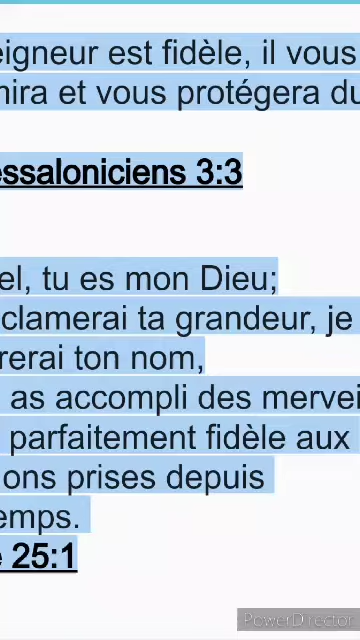 eigneur est fidèle, il vous
mira et vous protégera du
essaloniciens 3:3
el, tu es mon Dieu;
clamerai ta grandeur, je
rerai ton nom,
as accompli des mervei
parfaitement fidèle aux
ons prises depuis
emps.
e 25:1
PowerDirector